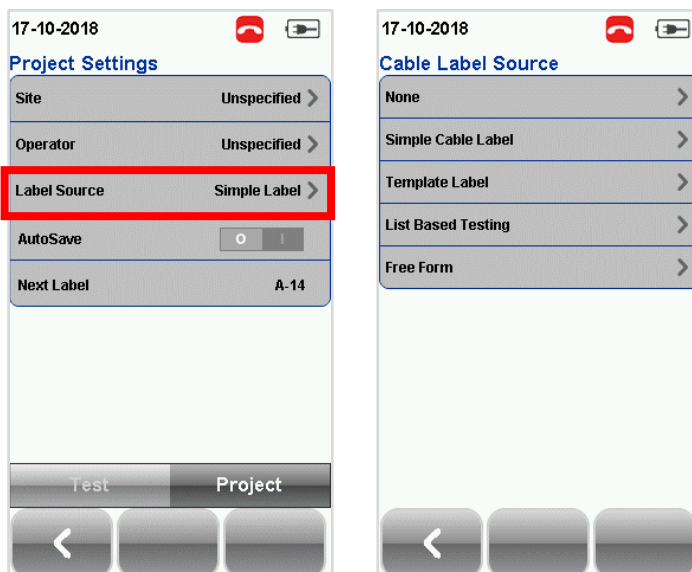 17-10-2018
Project Settings
Site Unspecified
Operator Unspecified
Label Source Simple Label
AutoSave O I
Next Label A-14
Test Project
17-10-2018
Cable Label Source
None
Simple Cable Label
Template Label
List Based Testing
Free Form